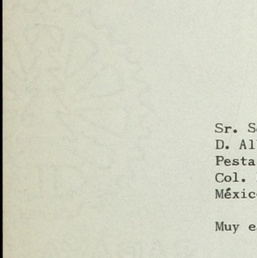 Sr. S
D. Al
Pesta
Col.
Méxic
Muy e